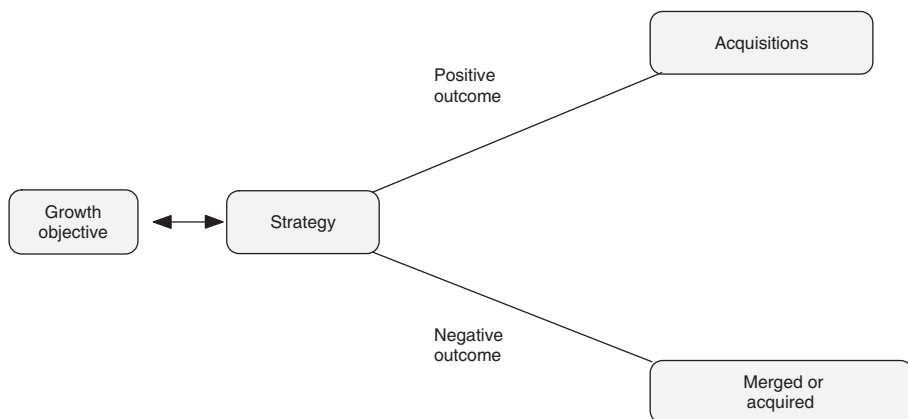 Acquisitions
Positive
outcome
Growth
objective
Strategy
Negative
outcome
Merged or
acquired